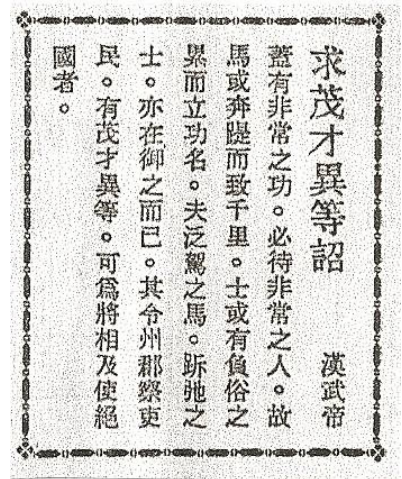 求茂才異等詔　漢武帝
蓋有非常之功。必待非常之人。故
馬或奔踶而致千里。士或有負俗之
累而立功名。夫泛駕之馬。跅弛之
士。亦在御之而已。其令州郡察吏
民。有茂才異等。可爲將相及使絕
國者。